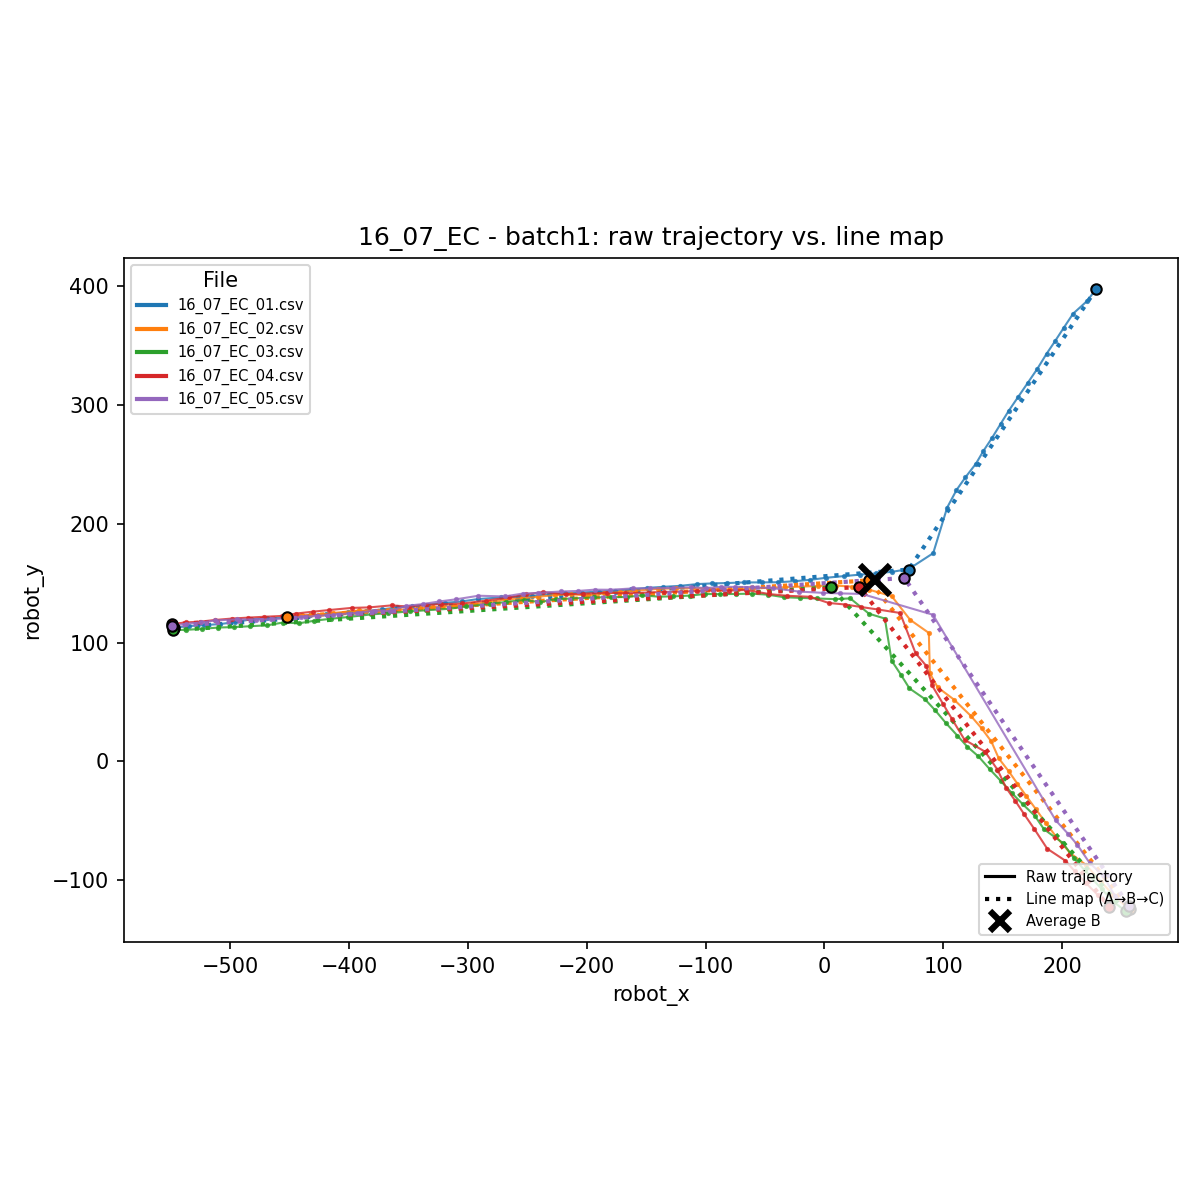 16_07_EC - batch1: raw trajectory vs. line map
File
16_07_EC_01.csv
16_07_EC_02.csv
16_07_EC_03.csv
16_07_EC_04.csv
16_07_EC_05.csv
400
300
200
100
0
−100
robot_y
Raw trajectory
Line map (A→B→C)
Average B
−500
−400
−300
−200
−100
0
100
200
robot_x